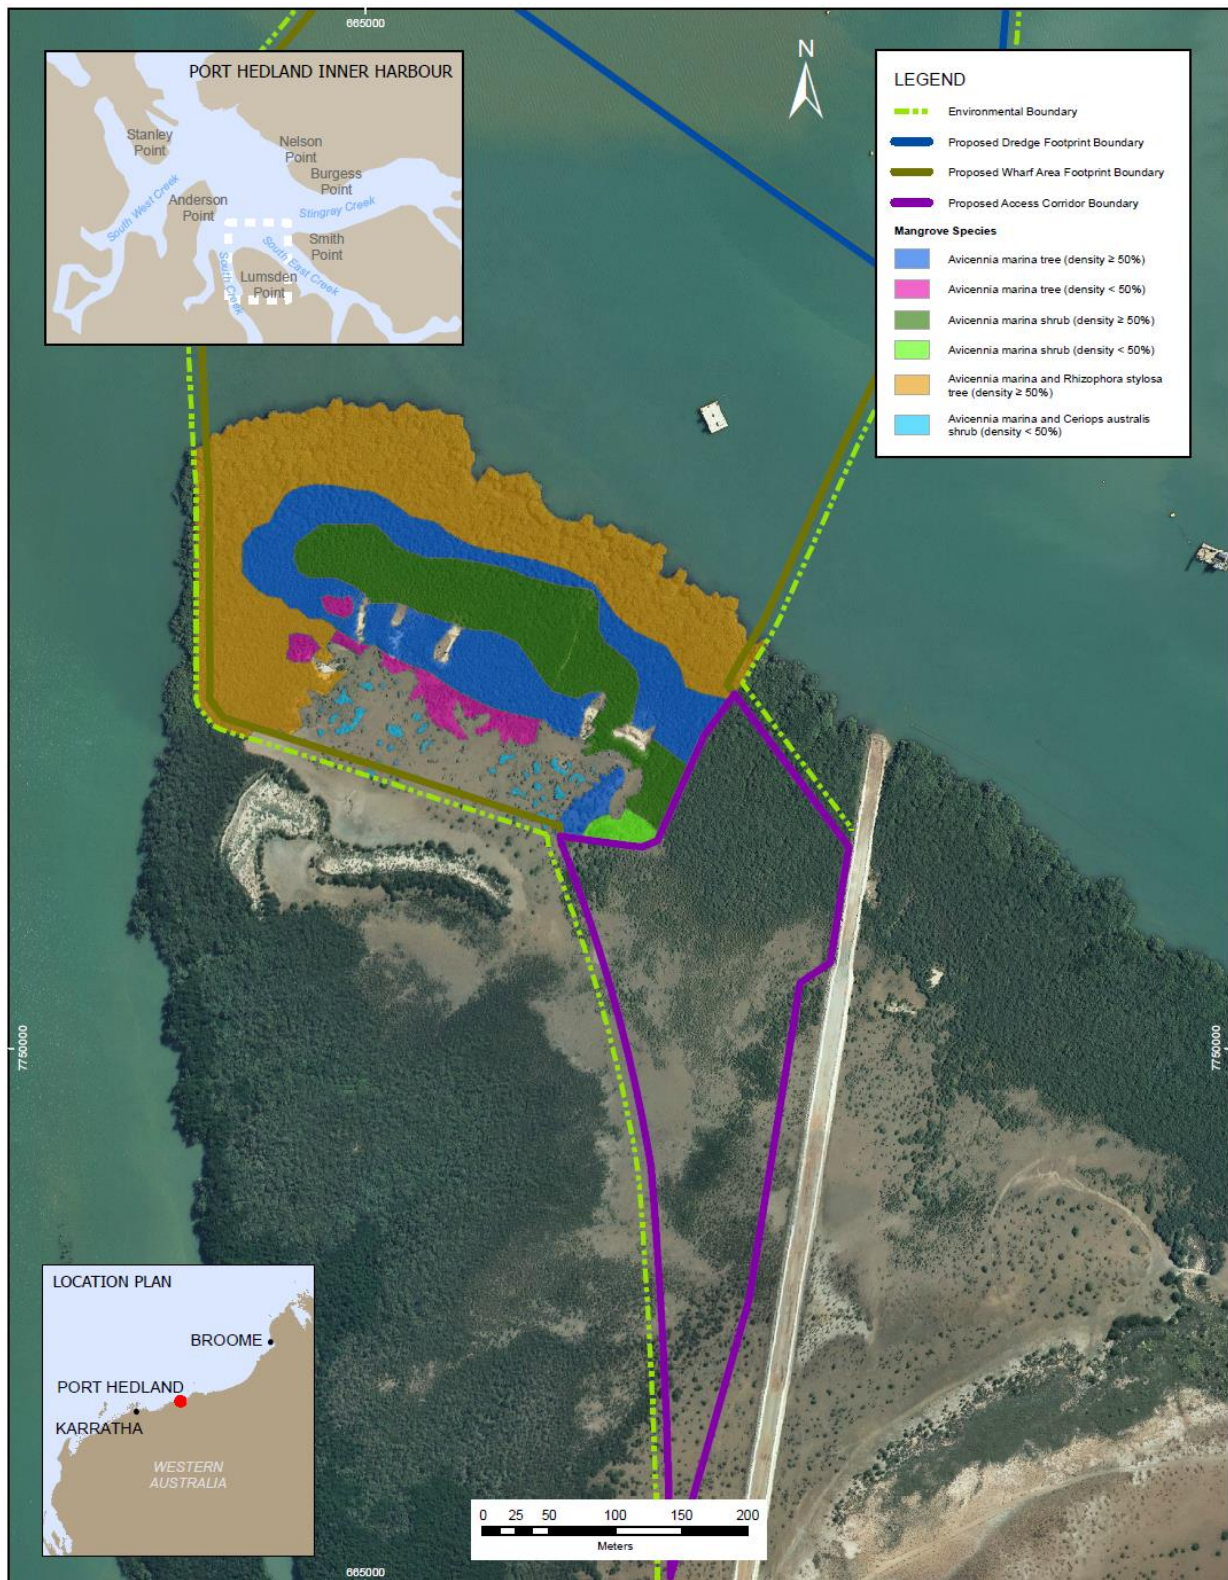 665000
PORT HEDLAND INNER HARBOUR
Stanley
Point
Nelson
Point
Burgess
Point
Anderson
Point
South West Creek
Stingray Creek
Smith
Point
South East Creek
South Creek
Lumsden
Point
N
LEGEND
Environmental Boundary
Proposed Dredge Footprint Boundary
Proposed Wharf Area Footprint Boundary
Proposed Access Corridor Boundary
Mangrove Species
Avicennia marina tree (density ≥ 50%)
Avicennia marina tree (density < 50%)
Avicennia marina shrub (density ≥ 50%)
Avicennia marina shrub (density < 50%)
Avicennia marina and Rhizophora stylosa
tree (density ≥ 50%)
Avicennia marina and Ceriops australis
shrub (density < 50%)
7750000
7750000
LOCATION PLAN
BROOME
PORT HEDLAND
KARRATHA
WESTERN
AUSTRALIA
0 25 50 100 150 200
Meters
665000